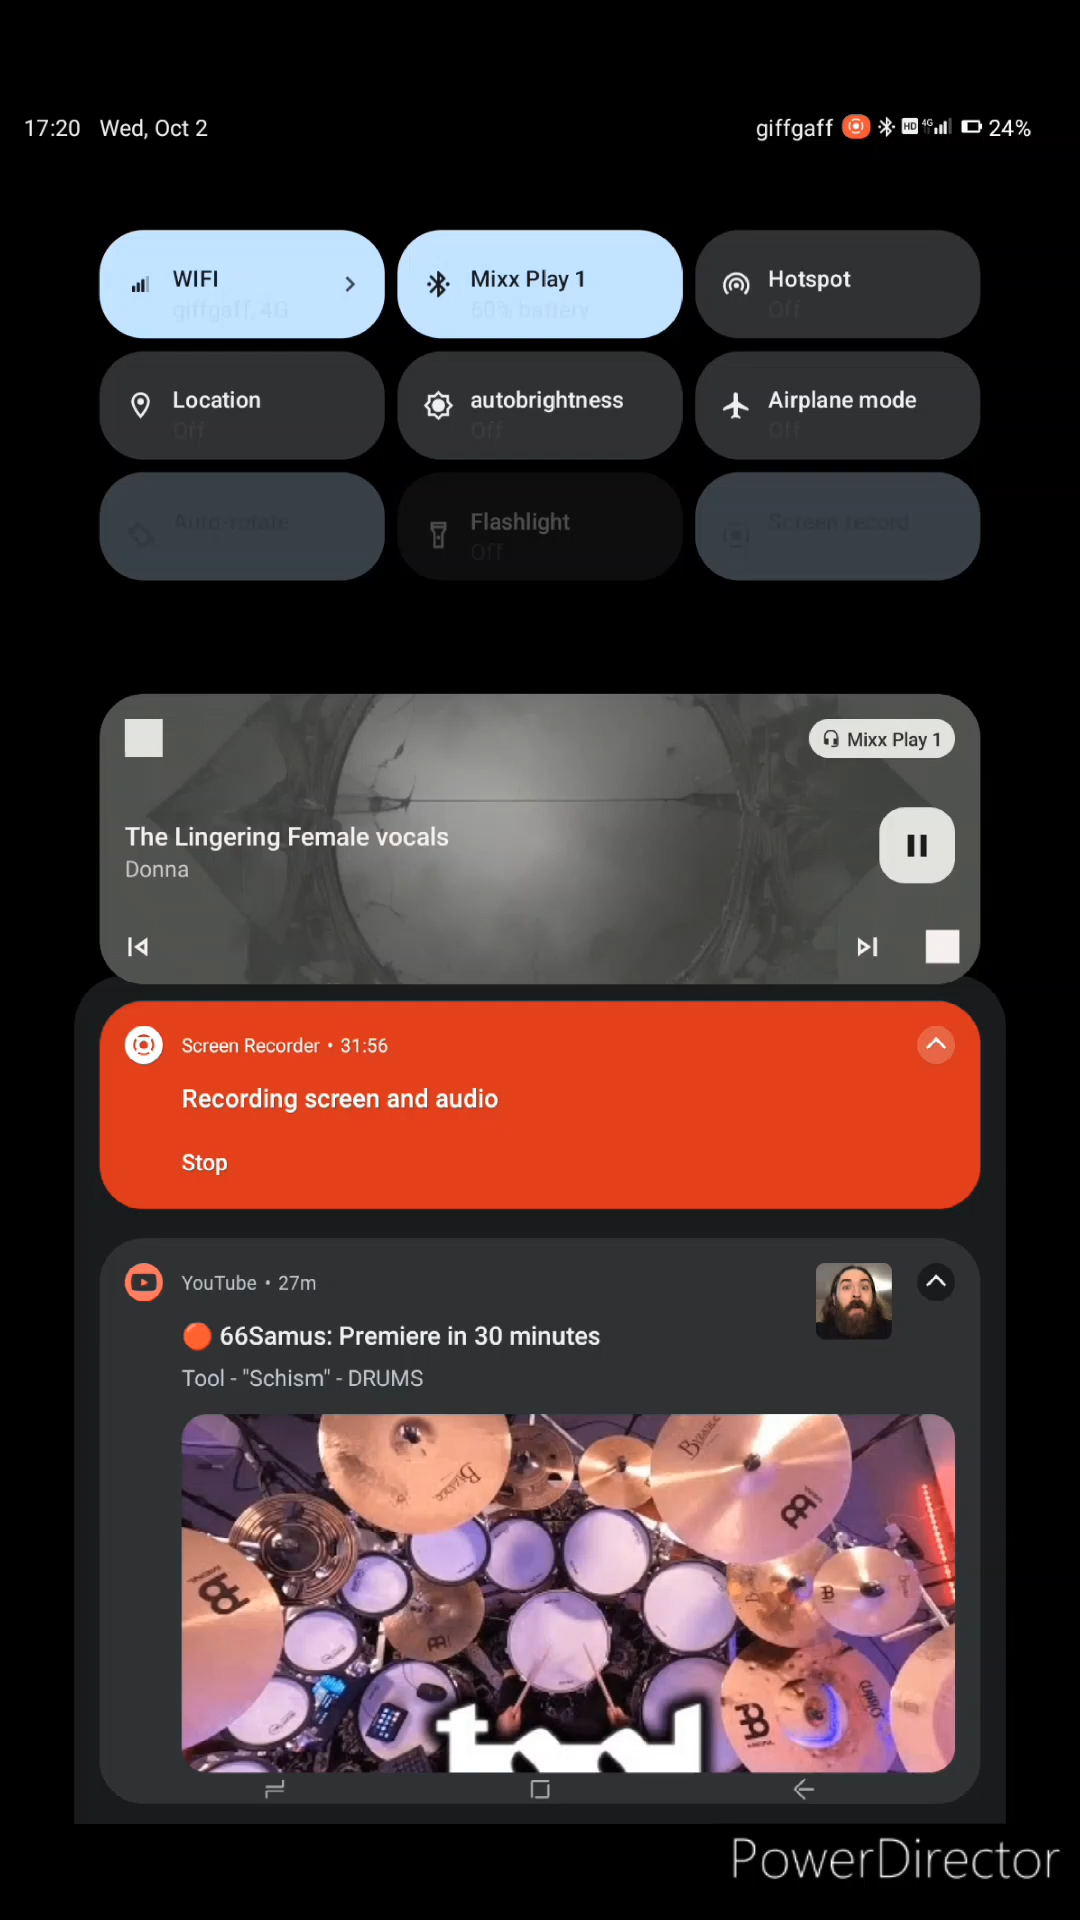 17:20 Wed, Oct 2
giffgaff HD 4G 24%
WIFI
giffgaff, 4G
Mixx Play 1
60% battery
Hotspot
Off
Location
Off
autobrightness
Off
Airplane mode
Off
Auto-rotate
Flashlight
Off
Screen record
Mixx Play 1
The Lingering Female vocals
Donna
Screen Recorder • 31:56
Recording screen and audio
Stop
YouTube • 27m
66Samus: Premiere in 30 minutes
Tool - "Schism" - DRUMS
tool
PowerDirector